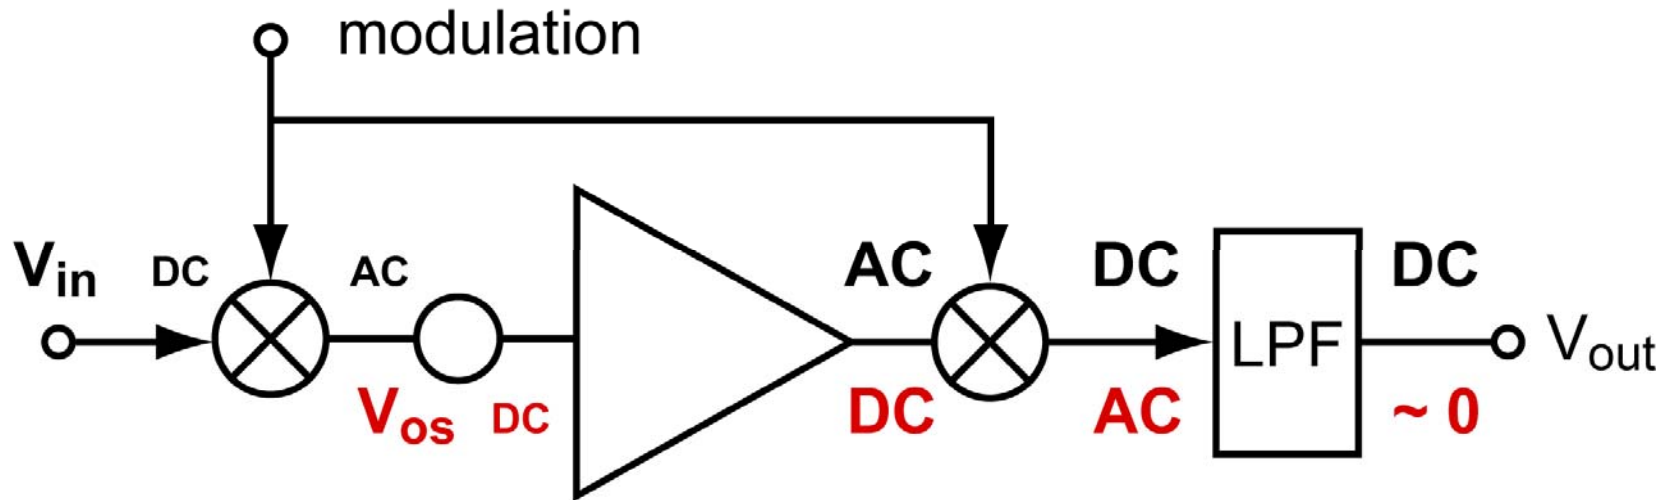 modulation
Vin DC AC AC DC DC
LPF Vout
Vos DC DC AC ~ 0